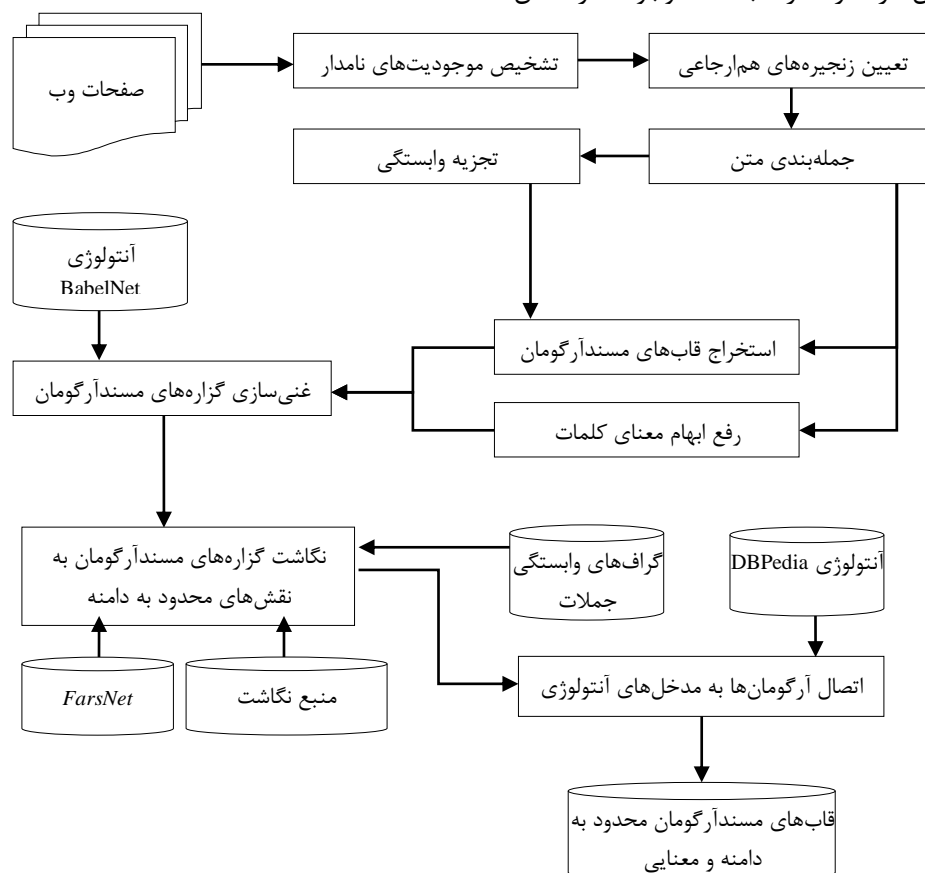 صفحات وب
تشخیص موجودیت‌های نامدار
تعیین زنجیره‌های هم‌ارجاعی
تجزیه وابستگی
جمله‌بندی متن
آنتولوژی
BabelNet
استخراج قاب‌های مسندآرگومان
غنی‌سازی گزاره‌های مسندآرگومان
رفع ابهام معنای کلمات
نگاشت گزاره‌های مسندآرگومان به
نقش‌های محدود به دامنه
گراف‌های وابستگی
جملات
آنتولوژی DBPedia
FarsNet
منبع نگاشت
اتصال آرگومان‌ها به مدخل‌های آنتولوژی
قاب‌های مسندآرگومان محدود به
دامنه و معنایی